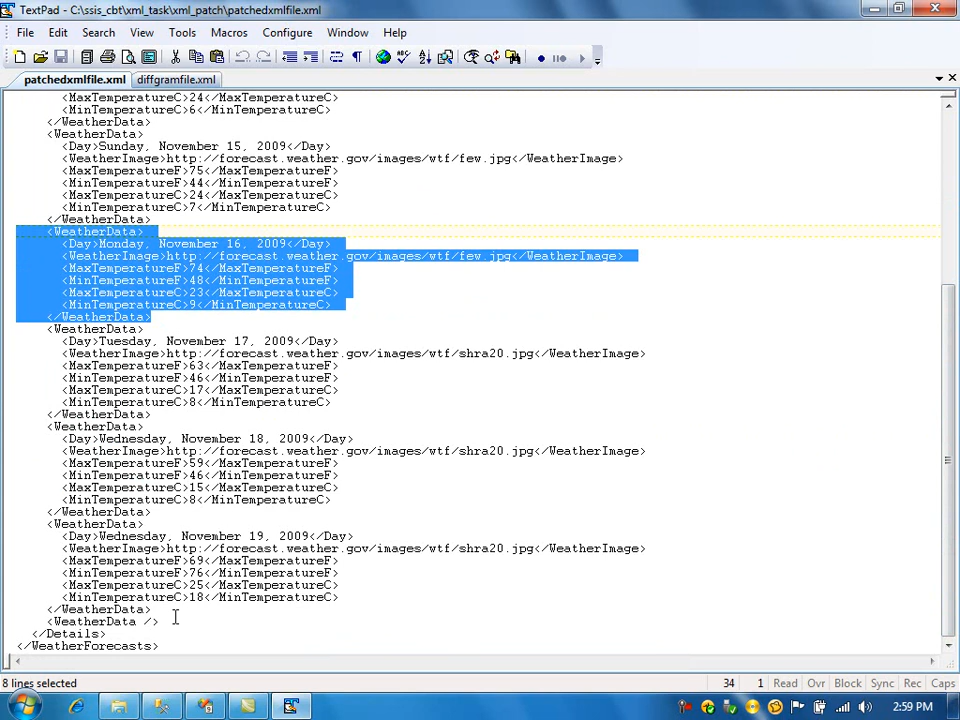 TextPad - C:\ssis_cbt\xml_task\xml_patch\patchedxmlfile.xml
File Edit Search View Tools Macros Configure Window Help
patchedxmlfile.xml diffgramfile.xml
<MaxTemperatureC>24</MaxTemperatureC>
<MinTemperatureC>6</MinTemperatureC>
</WeatherData>
<WeatherData>
<Day>Sunday, November 15, 2009</Day>
<WeatherImage>http://forecast.weather.gov/images/wtf/few.jpg</WeatherImage>
<MaxTemperatureF>75</MaxTemperatureF>
<MinTemperatureF>44</MinTemperatureF>
<MaxTemperatureC>24</MaxTemperatureC>
<MinTemperatureC>7</MinTemperatureC>
</WeatherData>
<WeatherData>
<Day>Monday, November 16, 2009</Day>
<WeatherImage>http://forecast.weather.gov/images/wtf/few.jpg</WeatherImage>
<MaxTemperatureF>74</MaxTemperatureF>
<MinTemperatureF>48</MinTemperatureF>
<MaxTemperatureC>23</MaxTemperatureC>
<MinTemperatureC>9</MinTemperatureC>
</WeatherData>
<WeatherData>
<Day>Tuesday, November 17, 2009</Day>
<WeatherImage>http://forecast.weather.gov/images/wtf/shra20.jpg</WeatherImage>
<MaxTemperatureF>63</MaxTemperatureF>
<MinTemperatureF>46</MinTemperatureF>
<MaxTemperatureC>17</MaxTemperatureC>
<MinTemperatureC>8</MinTemperatureC>
</WeatherData>
<WeatherData>
<Day>Wednesday, November 18, 2009</Day>
<WeatherImage>http://forecast.weather.gov/images/wtf/shra20.jpg</WeatherImage>
<MaxTemperatureF>59</MaxTemperatureF>
<MinTemperatureF>46</MinTemperatureF>
<MaxTemperatureC>15</MaxTemperatureC>
<MinTemperatureC>8</MinTemperatureC>
</WeatherData>
<WeatherData>
<Day>Wednesday, November 19, 2009</Day>
<WeatherImage>http://forecast.weather.gov/images/wtf/shra20.jpg</WeatherImage>
<MaxTemperatureF>69</MaxTemperatureF>
<MinTemperatureF>76</MinTemperatureF>
<MaxTemperatureC>25</MaxTemperatureC>
<MinTemperatureC>18</MinTemperatureC>
</WeatherData>
<WeatherData />
</Details>
</WeatherForecasts>
8 lines selected 34 1 Read Ovr Block Sync Rec Caps
2:59 PM